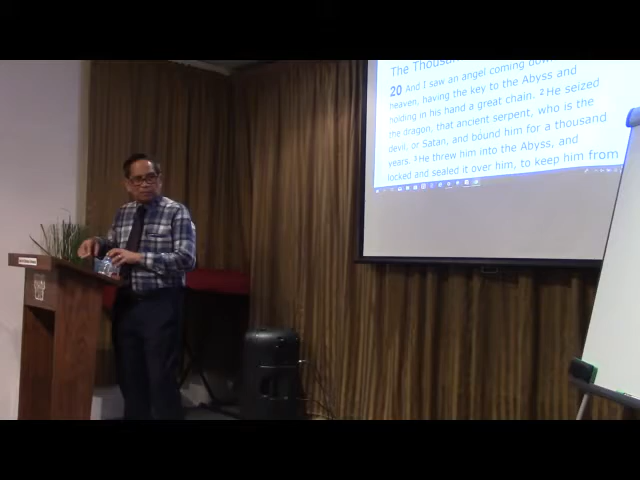 The Thousan
20 And I saw an angel coming down
heaven, having the key to the Abyss and
holding in his hand a great chain. 2 He seized
the dragon, that ancient serpent, who is the
devil, or Satan, and bound him for a thousand
years. 3 He threw him into the Abyss, and
locked and sealed it over him, to keep him from